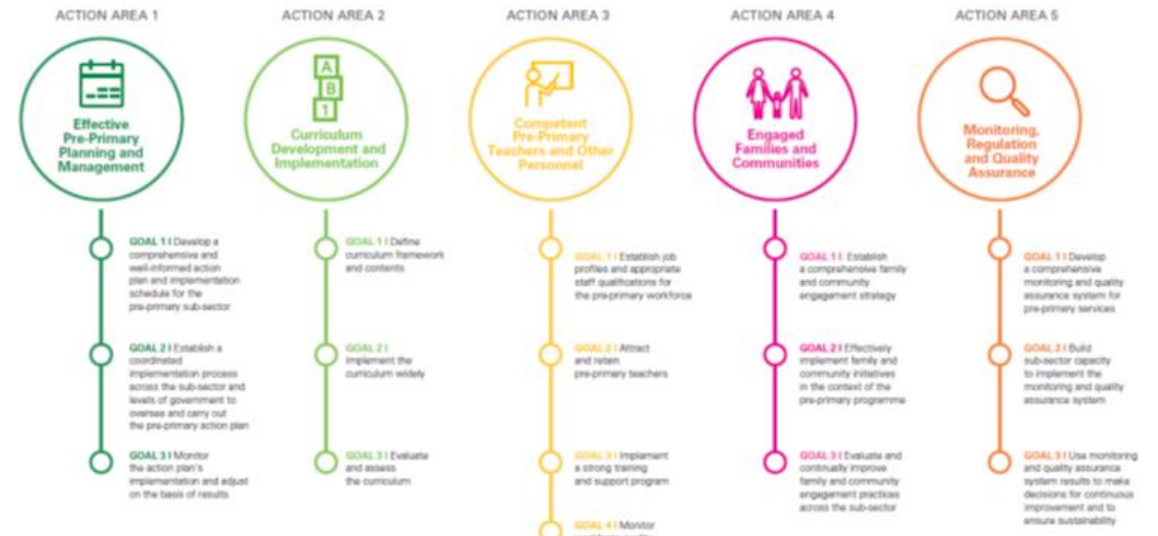 ACTION AREA 1
Effective
Pre-Primary
Planning and
Management
GOAL 1 I Develop a
comprehensive and
well-informed action
plan and implementation
schedule for the
pre-primary sub-sector
GOAL 2 I Establish a
coordinated
implementation process
across the sub-sector and
levels of government to
oversee and carry out
the pre-primary action plan
GOAL 3 I Monitor
the action plan's
implementation and adjust
on the basis of results
ACTION AREA 2
A
B
1
Curriculum
Development and
Implementation
GOAL 1 I Define
curriculum framework
and contents
GOAL 2 I
Implement the
curriculum widely
GOAL 3 I Evaluate
and assess
the curriculum
ACTION AREA 3
Competent
Pre-Primary
Teachers and Other
Personnel
GOAL 1 I Establish job
profiles and appropriate
staff qualifications for
the pre-primary workforce
GOAL 2 I Attract
and retain
pre-primary teachers
GOAL 3 I Implement
a strong training
and support program
GOAL 4 I Monitor
ACTION AREA 4
Engaged
Families and
Communities
GOAL 1 I Establish
a comprehensive family
and community
engagement strategy
GOAL 2 I Effectively
implement family and
community initiatives
in the context of the
pre-primary programme
GOAL 3 I Evaluate and
continually improve
family and community
engagement practices
across the sub-sector
ACTION AREA 5
Monitoring,
Regulation
and Quality
Assurance
GOAL 1 I Develop
a comprehensive
monitoring and quality
assurance system for
pre-primary services
GOAL 2 I Build
sub-sector capacity
to implement the
monitoring and quality
assurance system
GOAL 3 I Use monitoring
and quality assurance
system results to make
decisions for continuous
improvement and to
ensure sustainability